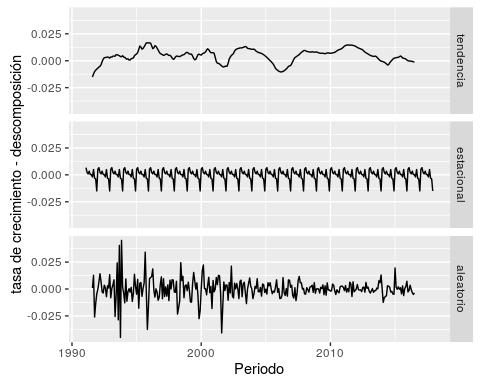 tasa de crecimiento - descomposición
0.025
0.000
-0.025
tendencia
0.025
0.000
-0.025
estacional
0.025
0.000
-0.025
aleatorio
1990 2000 2010
Periodo